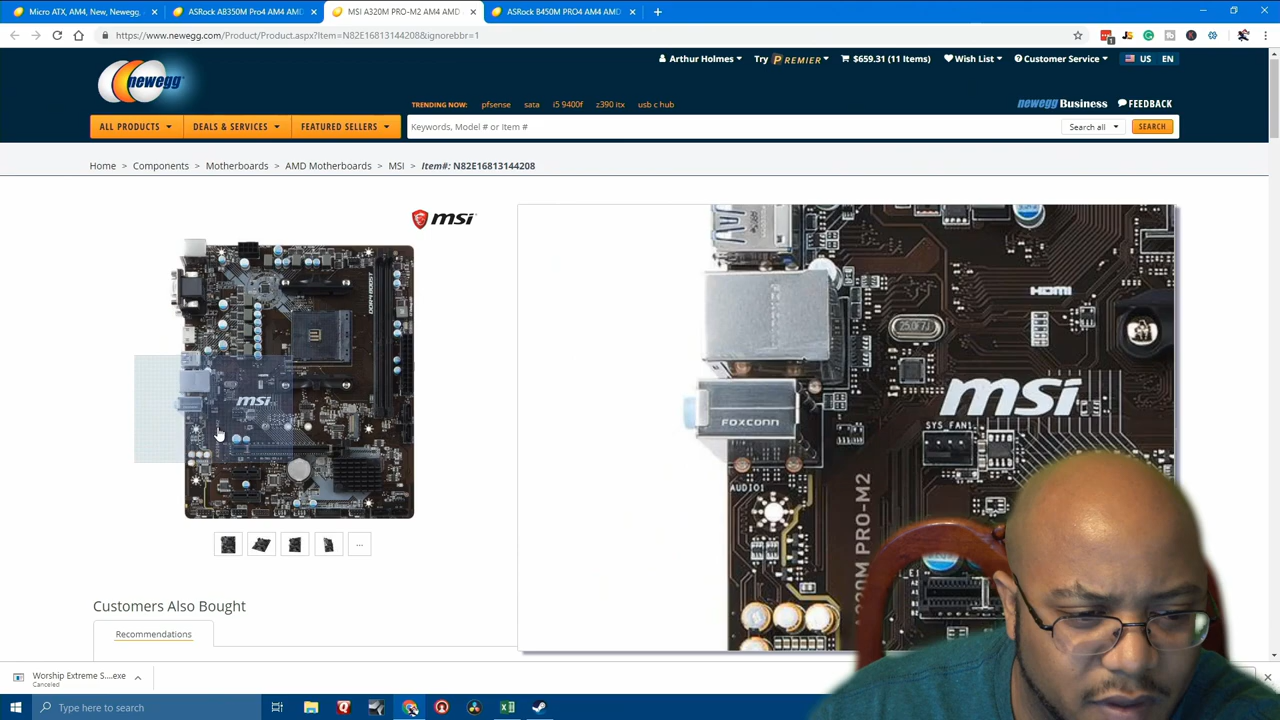 Micro ATX, AM4, New, Newegg,
ASRock AB350M Pro4 AM4 AMD
MSI A320M PRO-M2 AM4 AMD
ASRock B450M PRO4 AM4 AMD
https://www.newegg.com/Product/Product.aspx?Item=N82E16813144208&ignorebbr=1
1
newegg
Arthur Holmes
Try PREMIER
$659.31 (11 Items)
Wish List
Customer Service
US
EN
TRENDING NOW: pfsense sata i5 9400f z390 itx usb c hub
newegg Business
FEEDBACK
ALL PRODUCTS
DEALS & SERVICES
FEATURED SELLERS
Keywords, Model # or Item #
Search all
SEARCH
Home > Components > Motherboards > AMD Motherboards > MSI > Item#: N82E16813144208
msi
DDR4 BOOST
msi
HDMI
25.0F7J
msi
FOXCONN
SYS_FAN1
AUDIO1
A320M PRO-M2
...
Customers Also Bought
Recommendations
Worship Extreme S....exe
Canceled
Type here to search